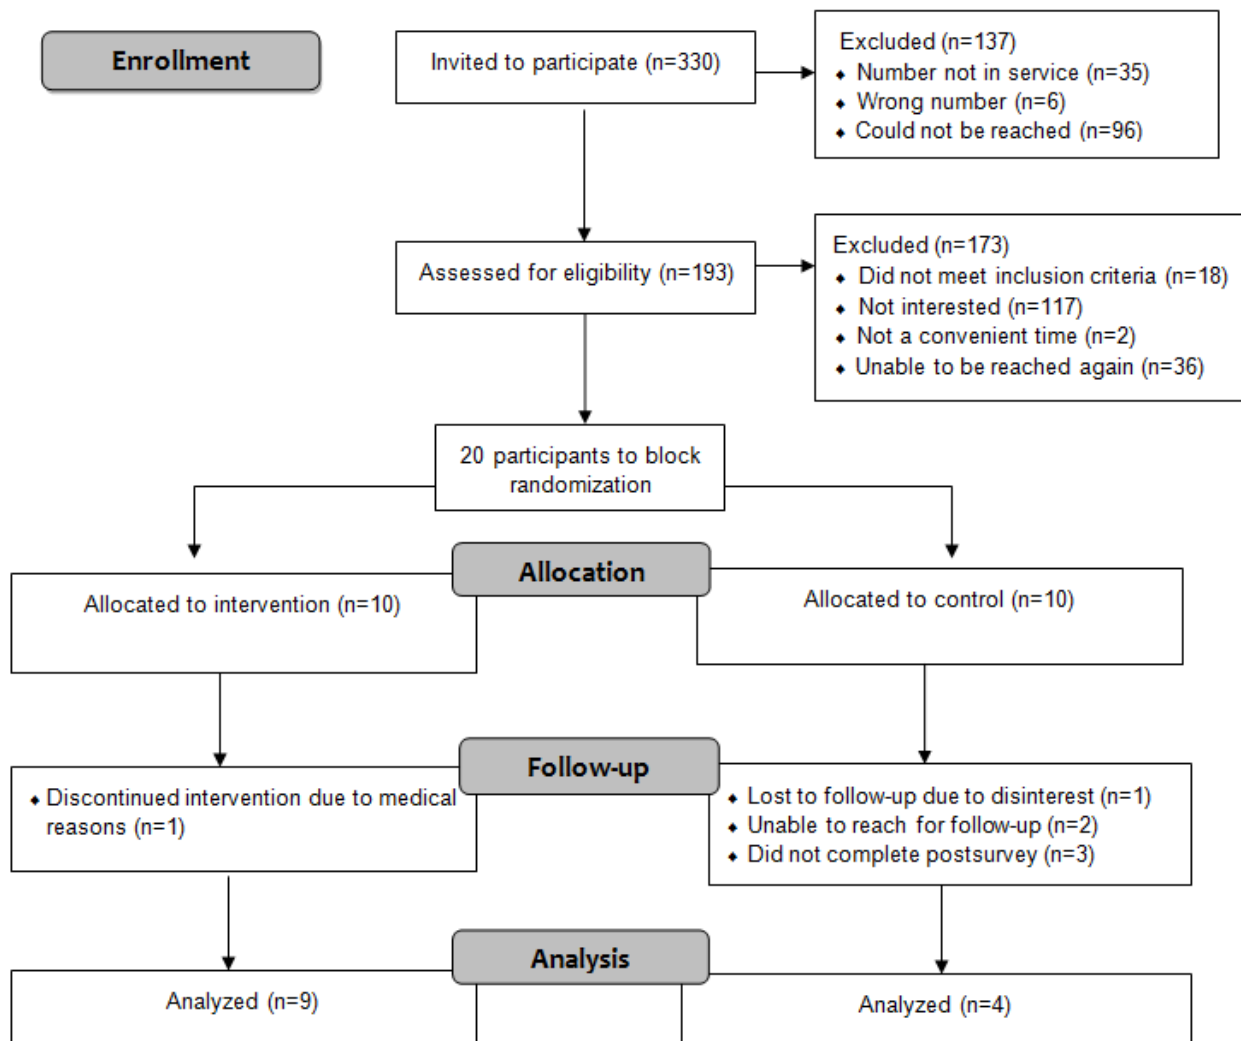 Enrollment
Invited to participate (n=330)
Excluded (n=137)
⬥ Number not in service (n=35)
⬥ Wrong number (n=6)
⬥ Could not be reached (n=96)
Assessed for eligibility (n=193)
Excluded (n=173)
⬥ Did not meet inclusion criteria (n=18)
⬥ Not interested (n=117)
⬥ Not a convenient time (n=2)
⬥ Unable to be reached again (n=36)
20 participants to block
randomization
Allocation
Allocated to intervention (n=10)
Allocated to control (n=10)
Follow-up
⬥ Discontinued intervention due to medical
reasons (n=1)
⬥ Lost to follow-up due to disinterest (n=1)
⬥ Unable to reach for follow-up (n=2)
⬥ Did not complete postsurvey (n=3)
Analysis
Analyzed (n=9)
Analyzed (n=4)